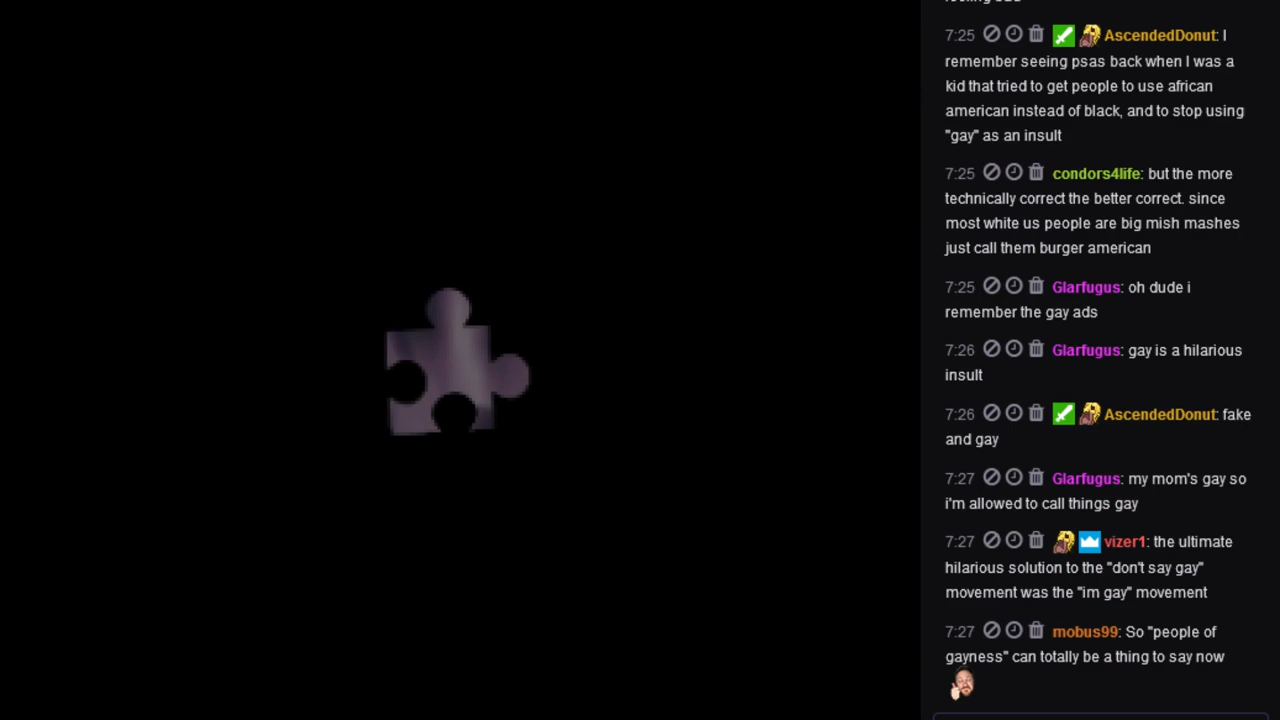 7:25 AscendedDonut: I
remember seeing psas back when I was a
kid that tried to get people to use african
american instead of black, and to stop using
"gay" as an insult
7:25 condors4life: but the more
technically correct the better correct. since
most white us people are big mish mashes
just call them burger american
7:25 Glarfugus: oh dude i
remember the gay ads
7:26 Glarfugus: gay is a hilarious
insult
7:26 AscendedDonut: fake
and gay
7:27 Glarfugus: my mom's gay so
i'm allowed to call things gay
7:27 vizer1: the ultimate
hilarious solution to the "don't say gay"
movement was the "im gay" movement
7:27 mobus99: So "people of
gayness" can totally be a thing to say now